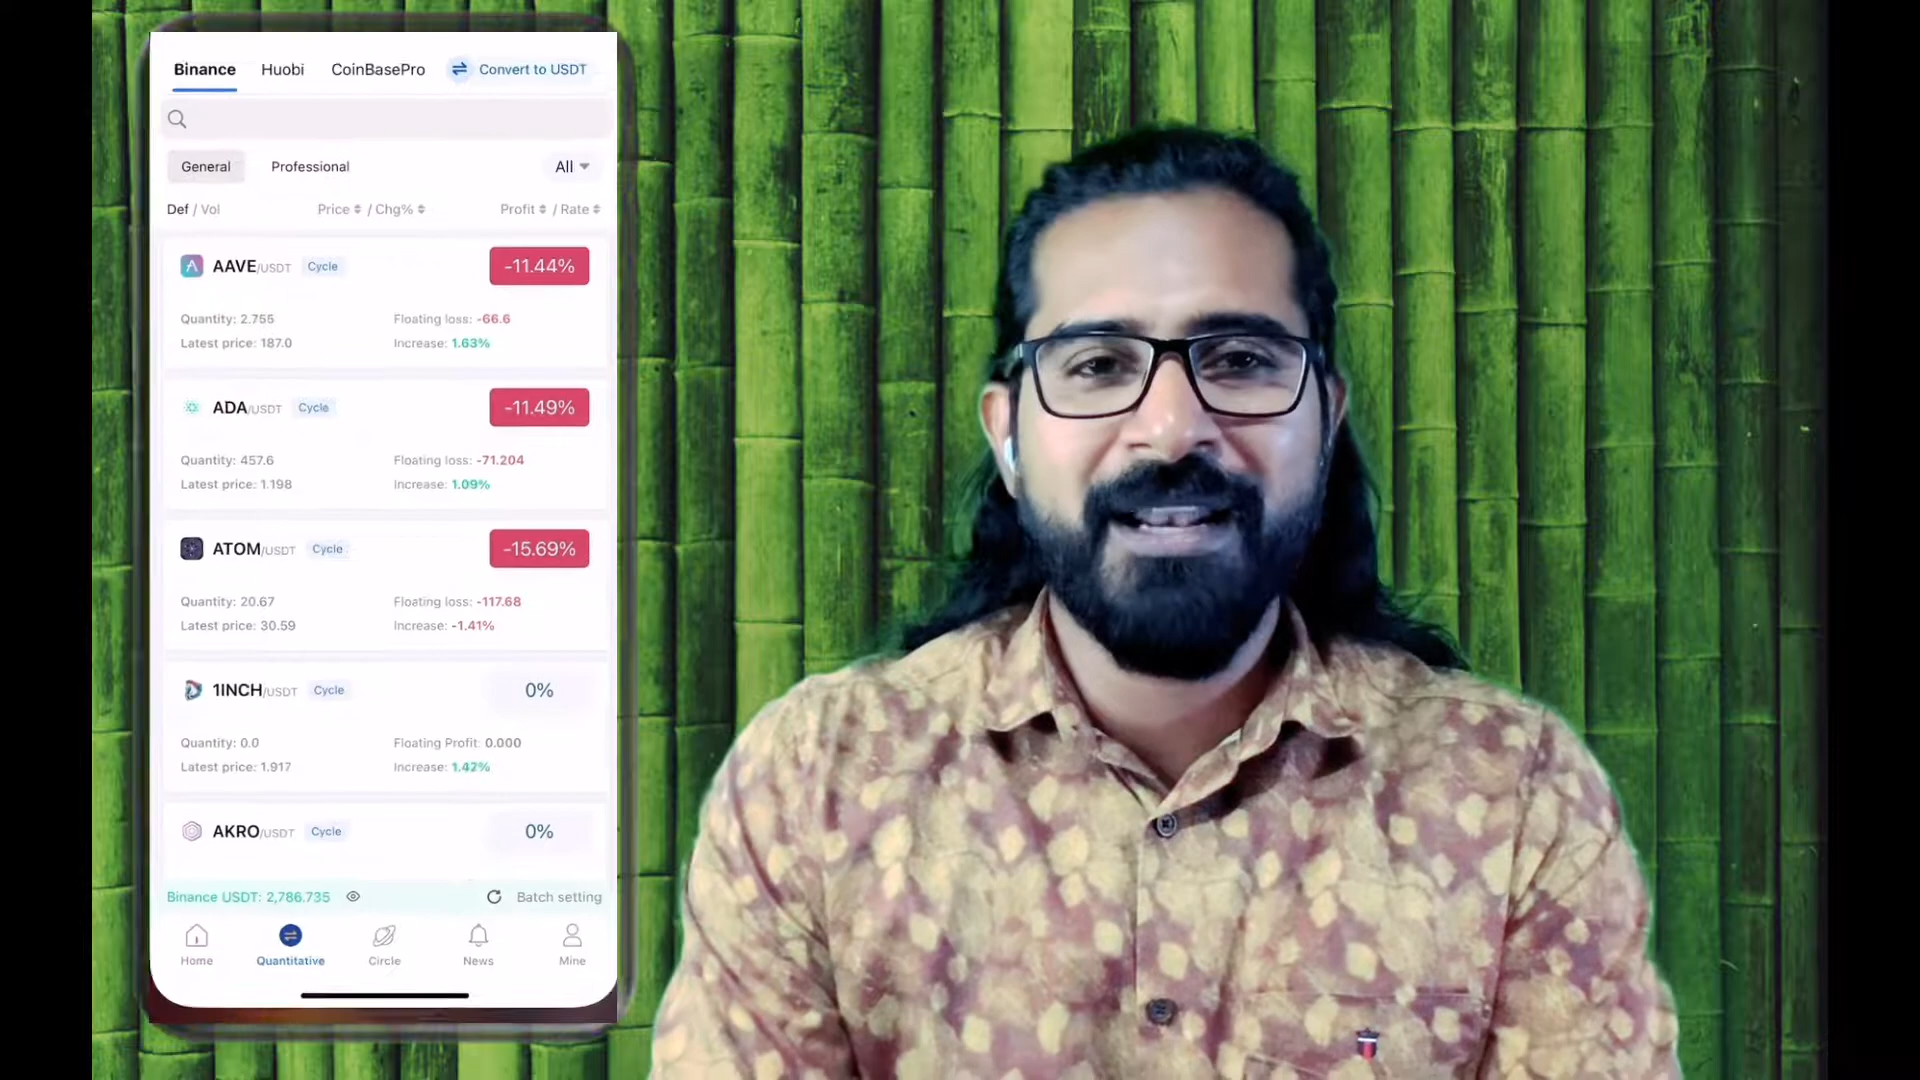 Binance Huobi CoinBasePro Convert to USDT
General Professional All
Def / Vol Price / Chg% Profit / Rate
AAVE/USDT Cycle -11.44%
Quantity: 2.755 Floating loss: -66.6
Latest price: 187.0 Increase: 1.63%
ADA/USDT Cycle -11.49%
Quantity: 457.6 Floating loss: -71.204
Latest price: 1.198 Increase: 1.09%
ATOM/USDT Cycle -15.69%
Quantity: 20.67 Floating loss: -117.68
Latest price: 30.59 Increase: -1.41%
1INCH/USDT Cycle 0%
Quantity: 0.0 Floating Profit: 0.000
Latest price: 1.917 Increase: 1.42%
AKRO/USDT Cycle 0%
Binance USDT: 2,786.735 Batch setting
Home Quantitative Circle News Mine